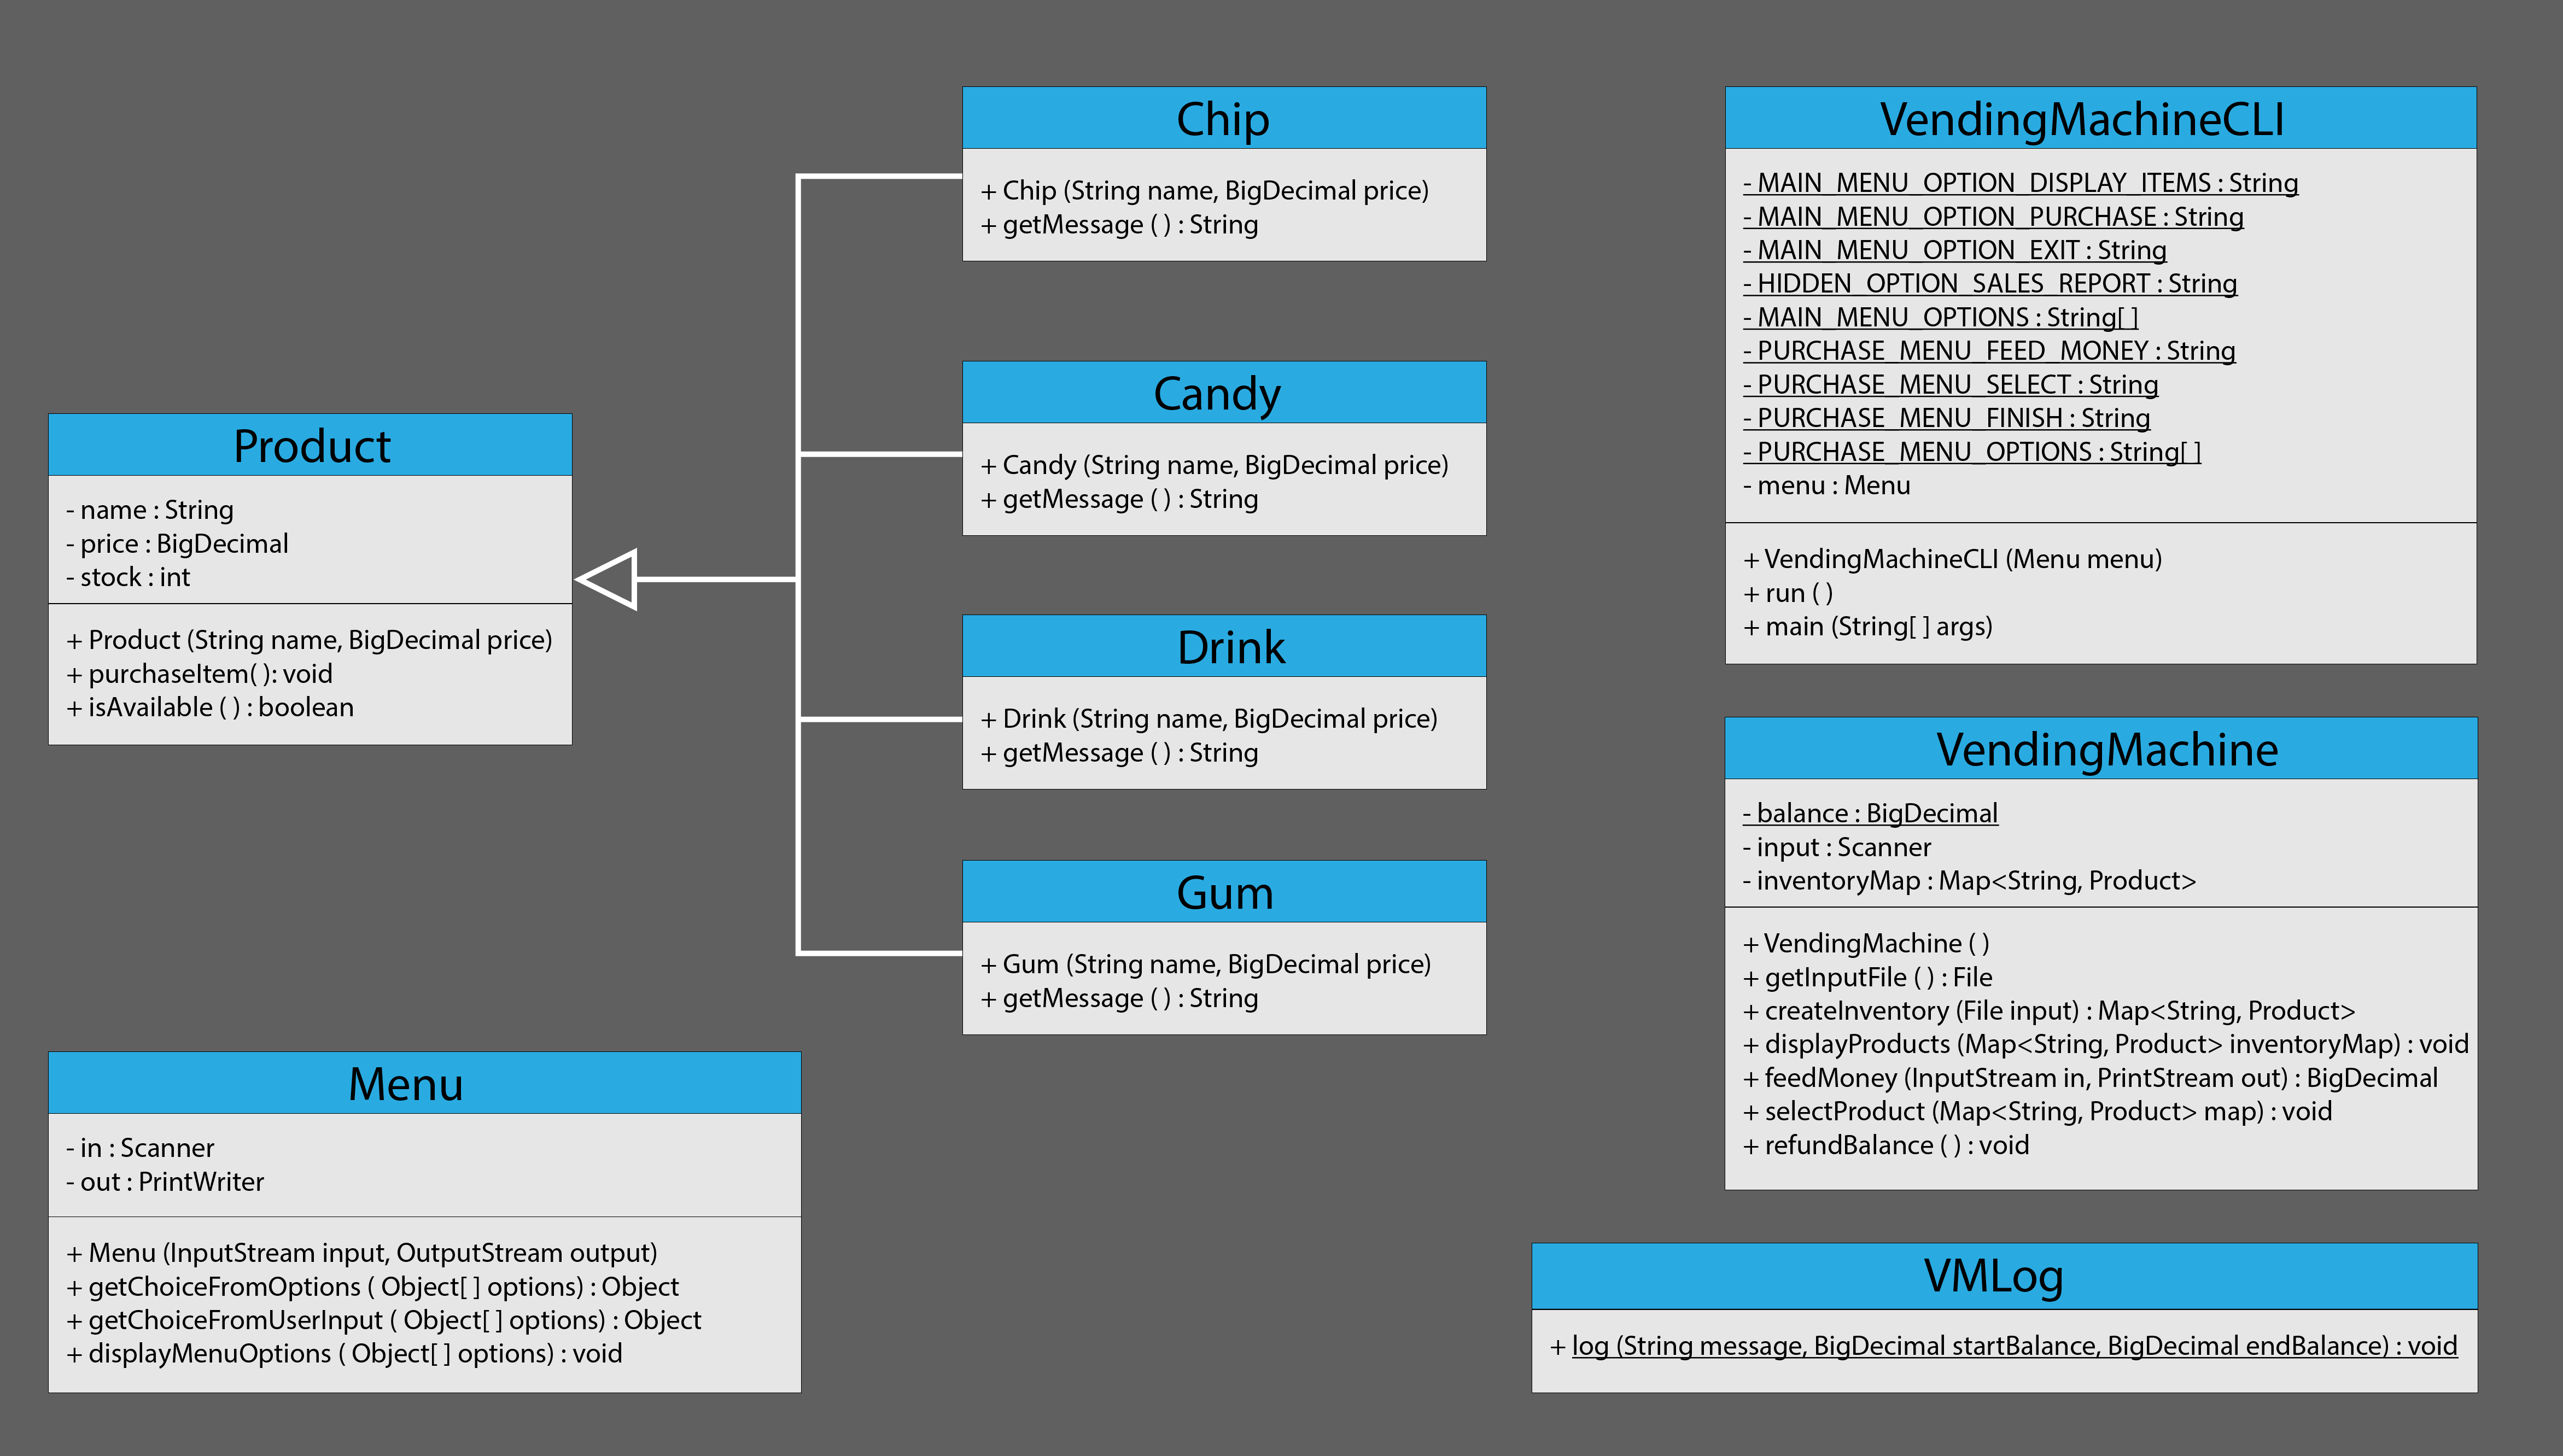 Product
- name : String
- price : BigDecimal
- stock : int
+ Product (String name, BigDecimal price)
+ purchaseItem( ): void
+ isAvailable ( ) : boolean
Menu
- in : Scanner
- out : PrintWriter
+ Menu (InputStream input, OutputStream output)
+ getChoiceFromOptions ( Object[ ] options) : Object
+ getChoiceFromUserInput ( Object[ ] options) : Object
+ displayMenuOptions ( Object[ ] options) : void
Chip
+ Chip (String name, BigDecimal price)
+ getMessage ( ) : String
Candy
+ Candy (String name, BigDecimal price)
+ getMessage ( ) : String
Drink
+ Drink (String name, BigDecimal price)
+ getMessage ( ) : String
Gum
+ Gum (String name, BigDecimal price)
+ getMessage ( ) : String
VendingMachineCLI
- MAIN_MENU_OPTION_DISPLAY_ITEMS : String
- MAIN_MENU_OPTION_PURCHASE : String
- MAIN_MENU_OPTION_EXIT : String
- HIDDEN_OPTION_SALES_REPORT : String
- MAIN_MENU_OPTIONS : String[ ]
- PURCHASE_MENU_FEED_MONEY : String
- PURCHASE_MENU_SELECT : String
- PURCHASE_MENU_FINISH : String
- PURCHASE_MENU_OPTIONS : String[ ]
- menu : Menu
+ VendingMachineCLI (Menu menu)
+ run ( )
+ main (String[ ] args)
VendingMachine
- balance : BigDecimal
- input : Scanner
- inventoryMap : Map<String, Product>
+ VendingMachine ( )
+ getInputFile ( ) : File
+ createInventory (File input) : Map<String, Product>
+ displayProducts (Map<String, Product> inventoryMap) : void
+ feedMoney (InputStream in, PrintStream out) : BigDecimal
+ selectProduct (Map<String, Product> map) : void
+ refundBalance ( ) : void
VMLog
+ log (String message, BigDecimal startBalance, BigDecimal endBalance) : void